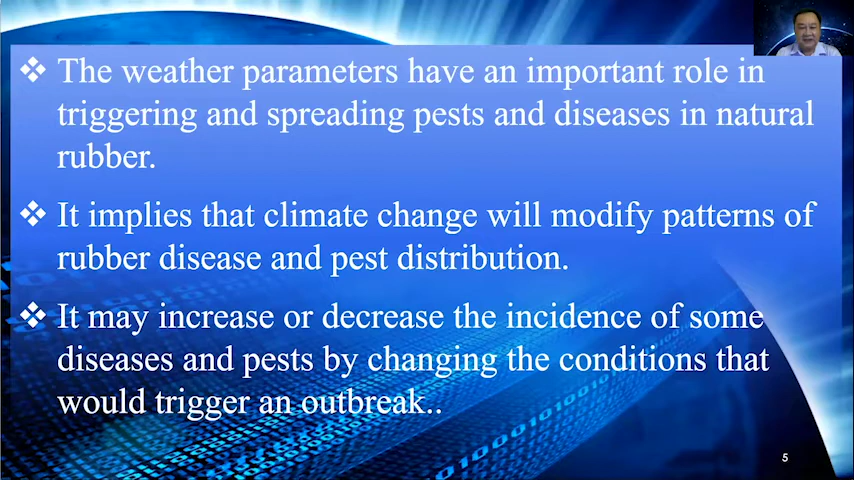 ❖ The weather parameters have an important role in
triggering and spreading pests and diseases in natural
rubber.
❖ It implies that climate change will modify patterns of
rubber disease and pest distribution.
❖ It may increase or decrease the incidence of some
diseases and pests by changing the conditions that
would trigger an outbreak..
5